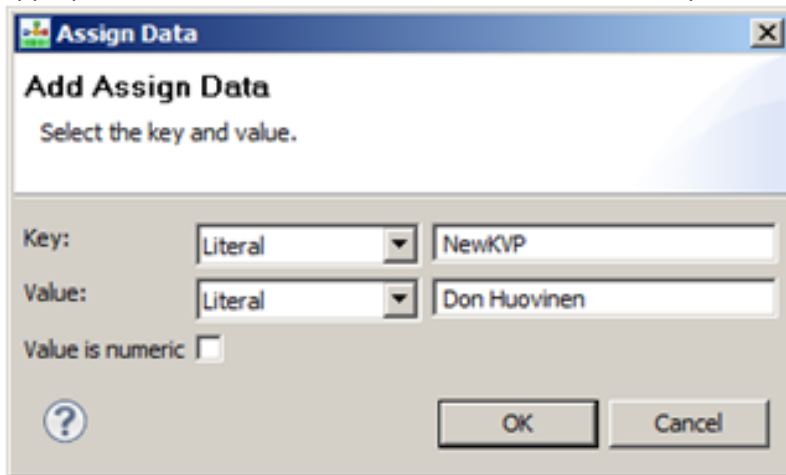 Assign Data
Add Assign Data
Select the key and value.
Key: Literal NewKVP
Value: Literal Don Huovinen
Value is numeric
? OK Cancel